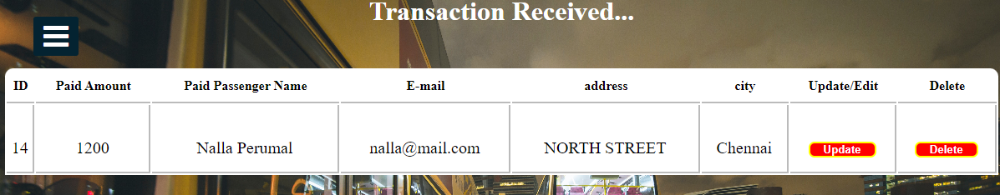 Transaction Received...
ID Paid Amount Paid Passenger Name E-mail address city Update/Edit Delete
14 1200 Nalla Perumal nalla@mail.com NORTH STREET Chennai Update Delete